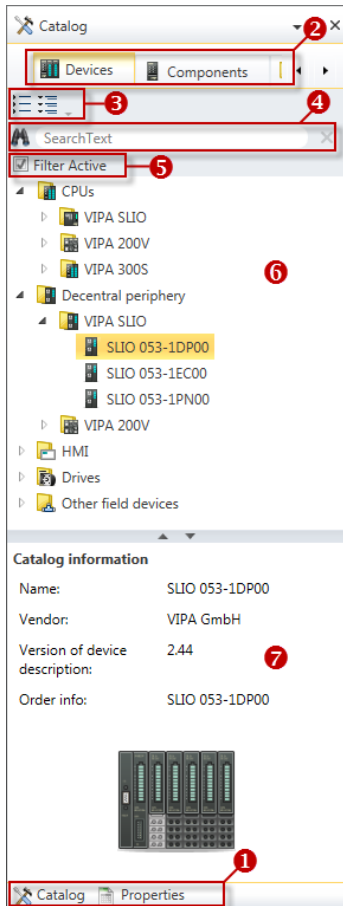 Catalog
2
Devices Components
3
4
SearchText
Filter Active
5
CPUs
VIPA SLIO
VIPA 200V
VIPA 300S
6
Decentral periphery
VIPA SLIO
SLIO 053-1DP00
SLIO 053-1EC00
SLIO 053-1PN00
VIPA 200V
HMI
Drives
Other field devices
Catalog information
Name: SLIO 053-1DP00
Vendor: VIPA GmbH
Version of device 2.44
description:
7
Order info: SLIO 053-1DP00
1
Catalog Properties